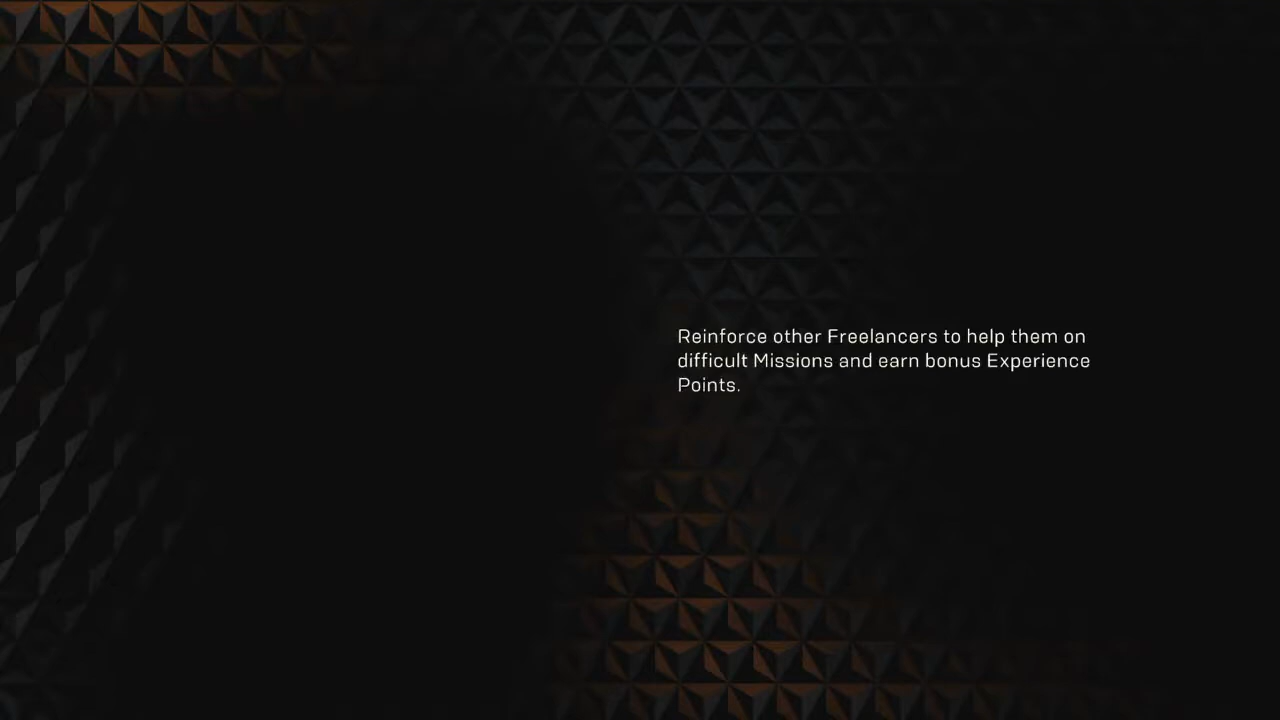 Reinforce other Freelancers to help them on
difficult Missions and earn bonus Experience
Points.